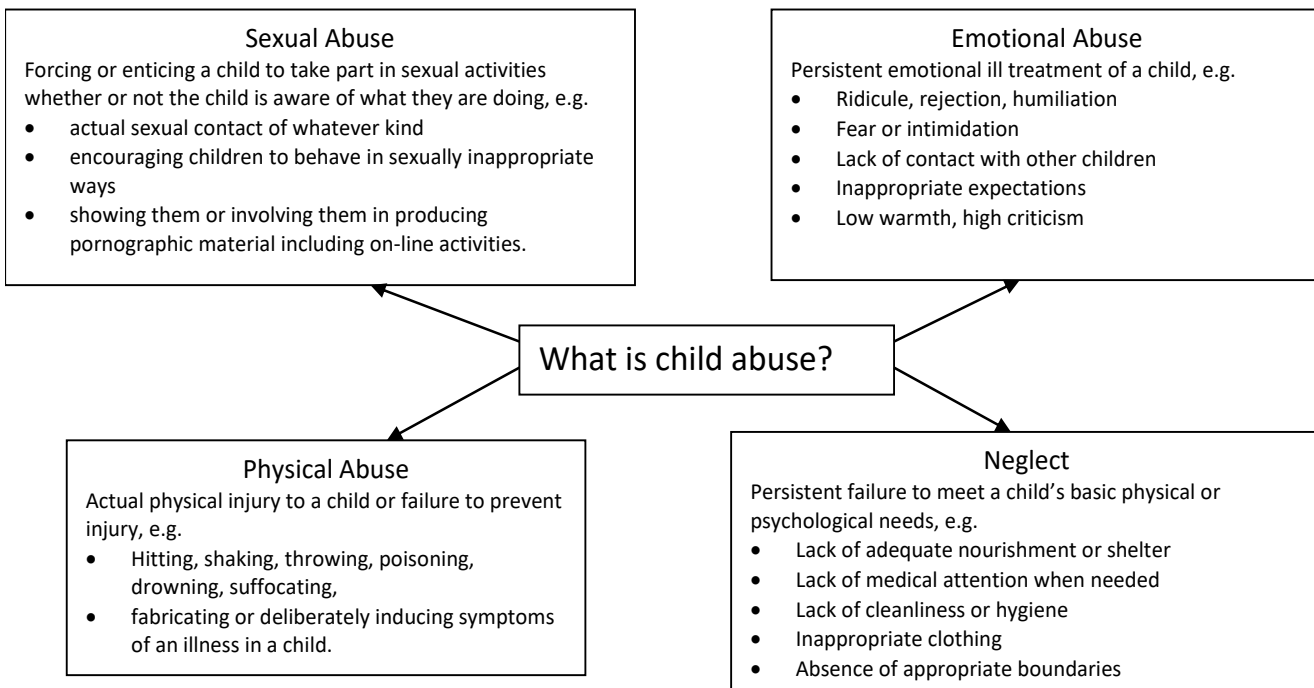 Sexual Abuse
Forcing or enticing a child to take part in sexual activities
whether or not the child is aware of what they are doing, e.g.
• actual sexual contact of whatever kind
• encouraging children to behave in sexually inappropriate
ways
• showing them or involving them in producing
pornographic material including on-line activities.
Emotional Abuse
Persistent emotional ill treatment of a child, e.g.
• Ridicule, rejection, humiliation
• Fear or intimidation
• Lack of contact with other children
• Inappropriate expectations
• Low warmth, high criticism
What is child abuse?
Physical Abuse
Actual physical injury to a child or failure to prevent
injury, e.g.
• Hitting, shaking, throwing, poisoning,
drowning, suffocating,
• fabricating or deliberately inducing symptoms
of an illness in a child.
Neglect
Persistent failure to meet a child’s basic physical or
psychological needs, e.g.
• Lack of adequate nourishment or shelter
• Lack of medical attention when needed
• Lack of cleanliness or hygiene
• Inappropriate clothing
• Absence of appropriate boundaries